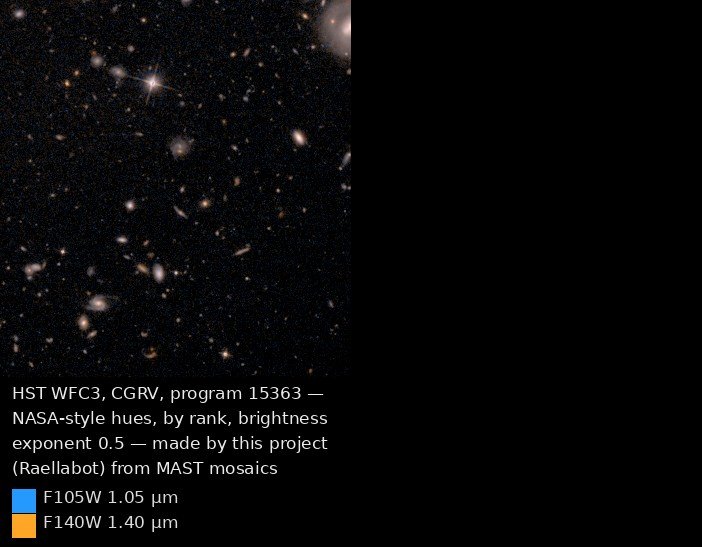 HST WFC3, CGRV, program 15363 —
NASA-style hues, by rank, brightness
exponent 0.5 — made by this project
(Raellabot) from MAST mosaics
F105W 1.05 µm
F140W 1.40 µm